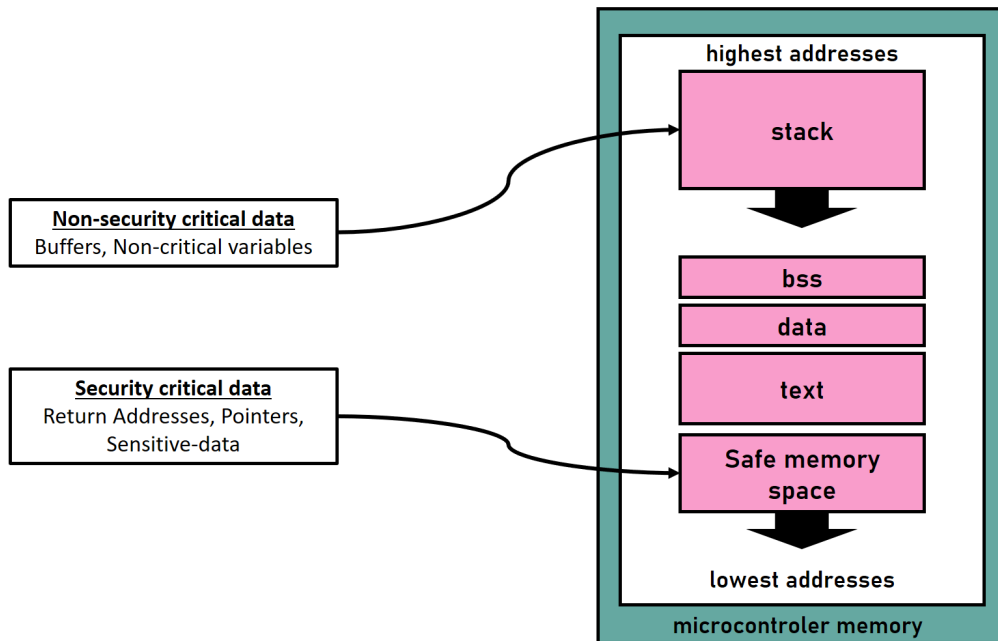 highest addresses
stack
Non-security critical data
Buffers, Non-critical variables
bss
data
Security critical data
Return Addresses, Pointers,
Sensitive-data
text
Safe memory
space
lowest addresses
microcontroler memory